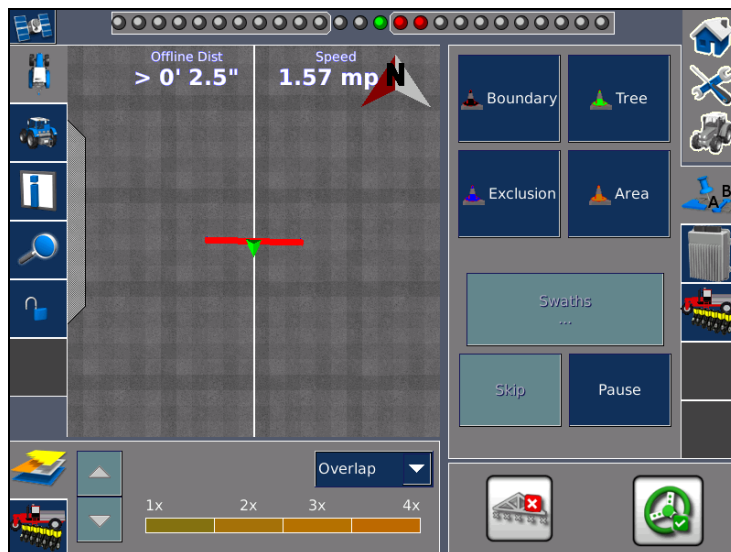 Offline Dist
Speed
> 0' 2.5"
1.57 mp
N
Boundary
Tree
Exclusion
Area
A
B
Swaths
...
Skip
Pause
Overlap
1x 2x 3x 4x